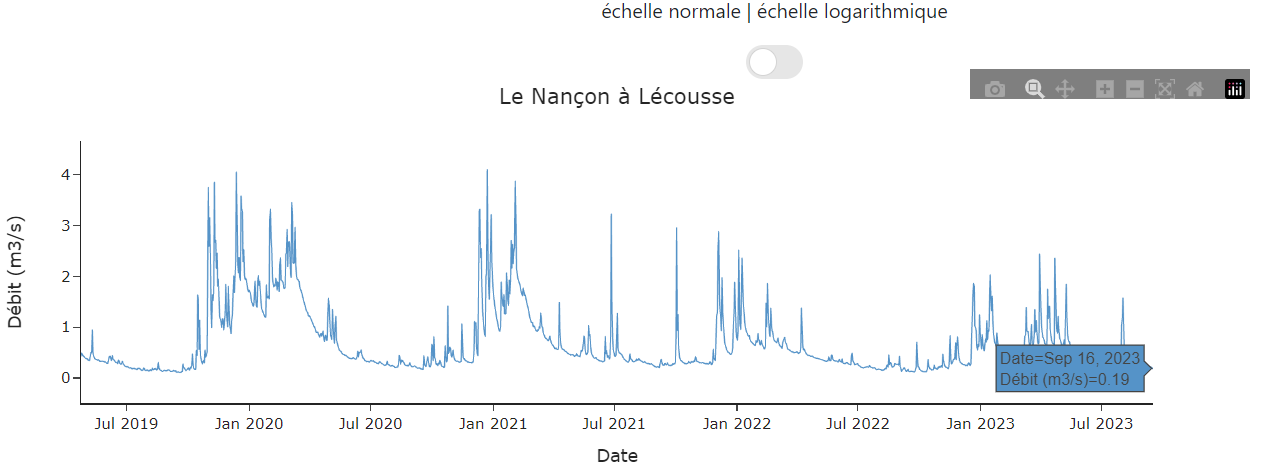 échelle normale | échelle logarithmique
Le Nançon à Lécousse
Débit (m3/s)
4
3
2
1
0
Date=Sep 16, 2023
Débit (m3/s)=0.19
Jul 2019 Jan 2020 Jul 2020 Jan 2021 Jul 2021 Jan 2022 Jul 2022 Jan 2023 Jul 2023
Date